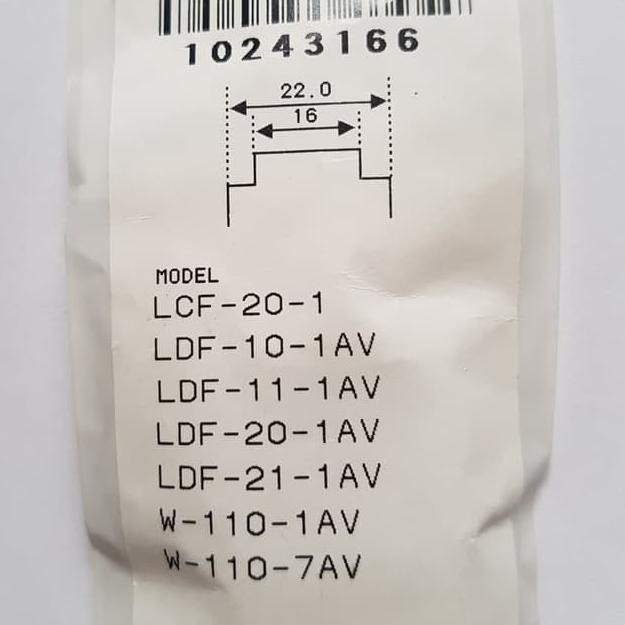 10243166
22.0
16
MODEL
LCF-20-1
LDF-10-1AV
LDF-11-1AV
LDF-20-1AV
LDF-21-1AV
W-110-1AV
W-110-7AV